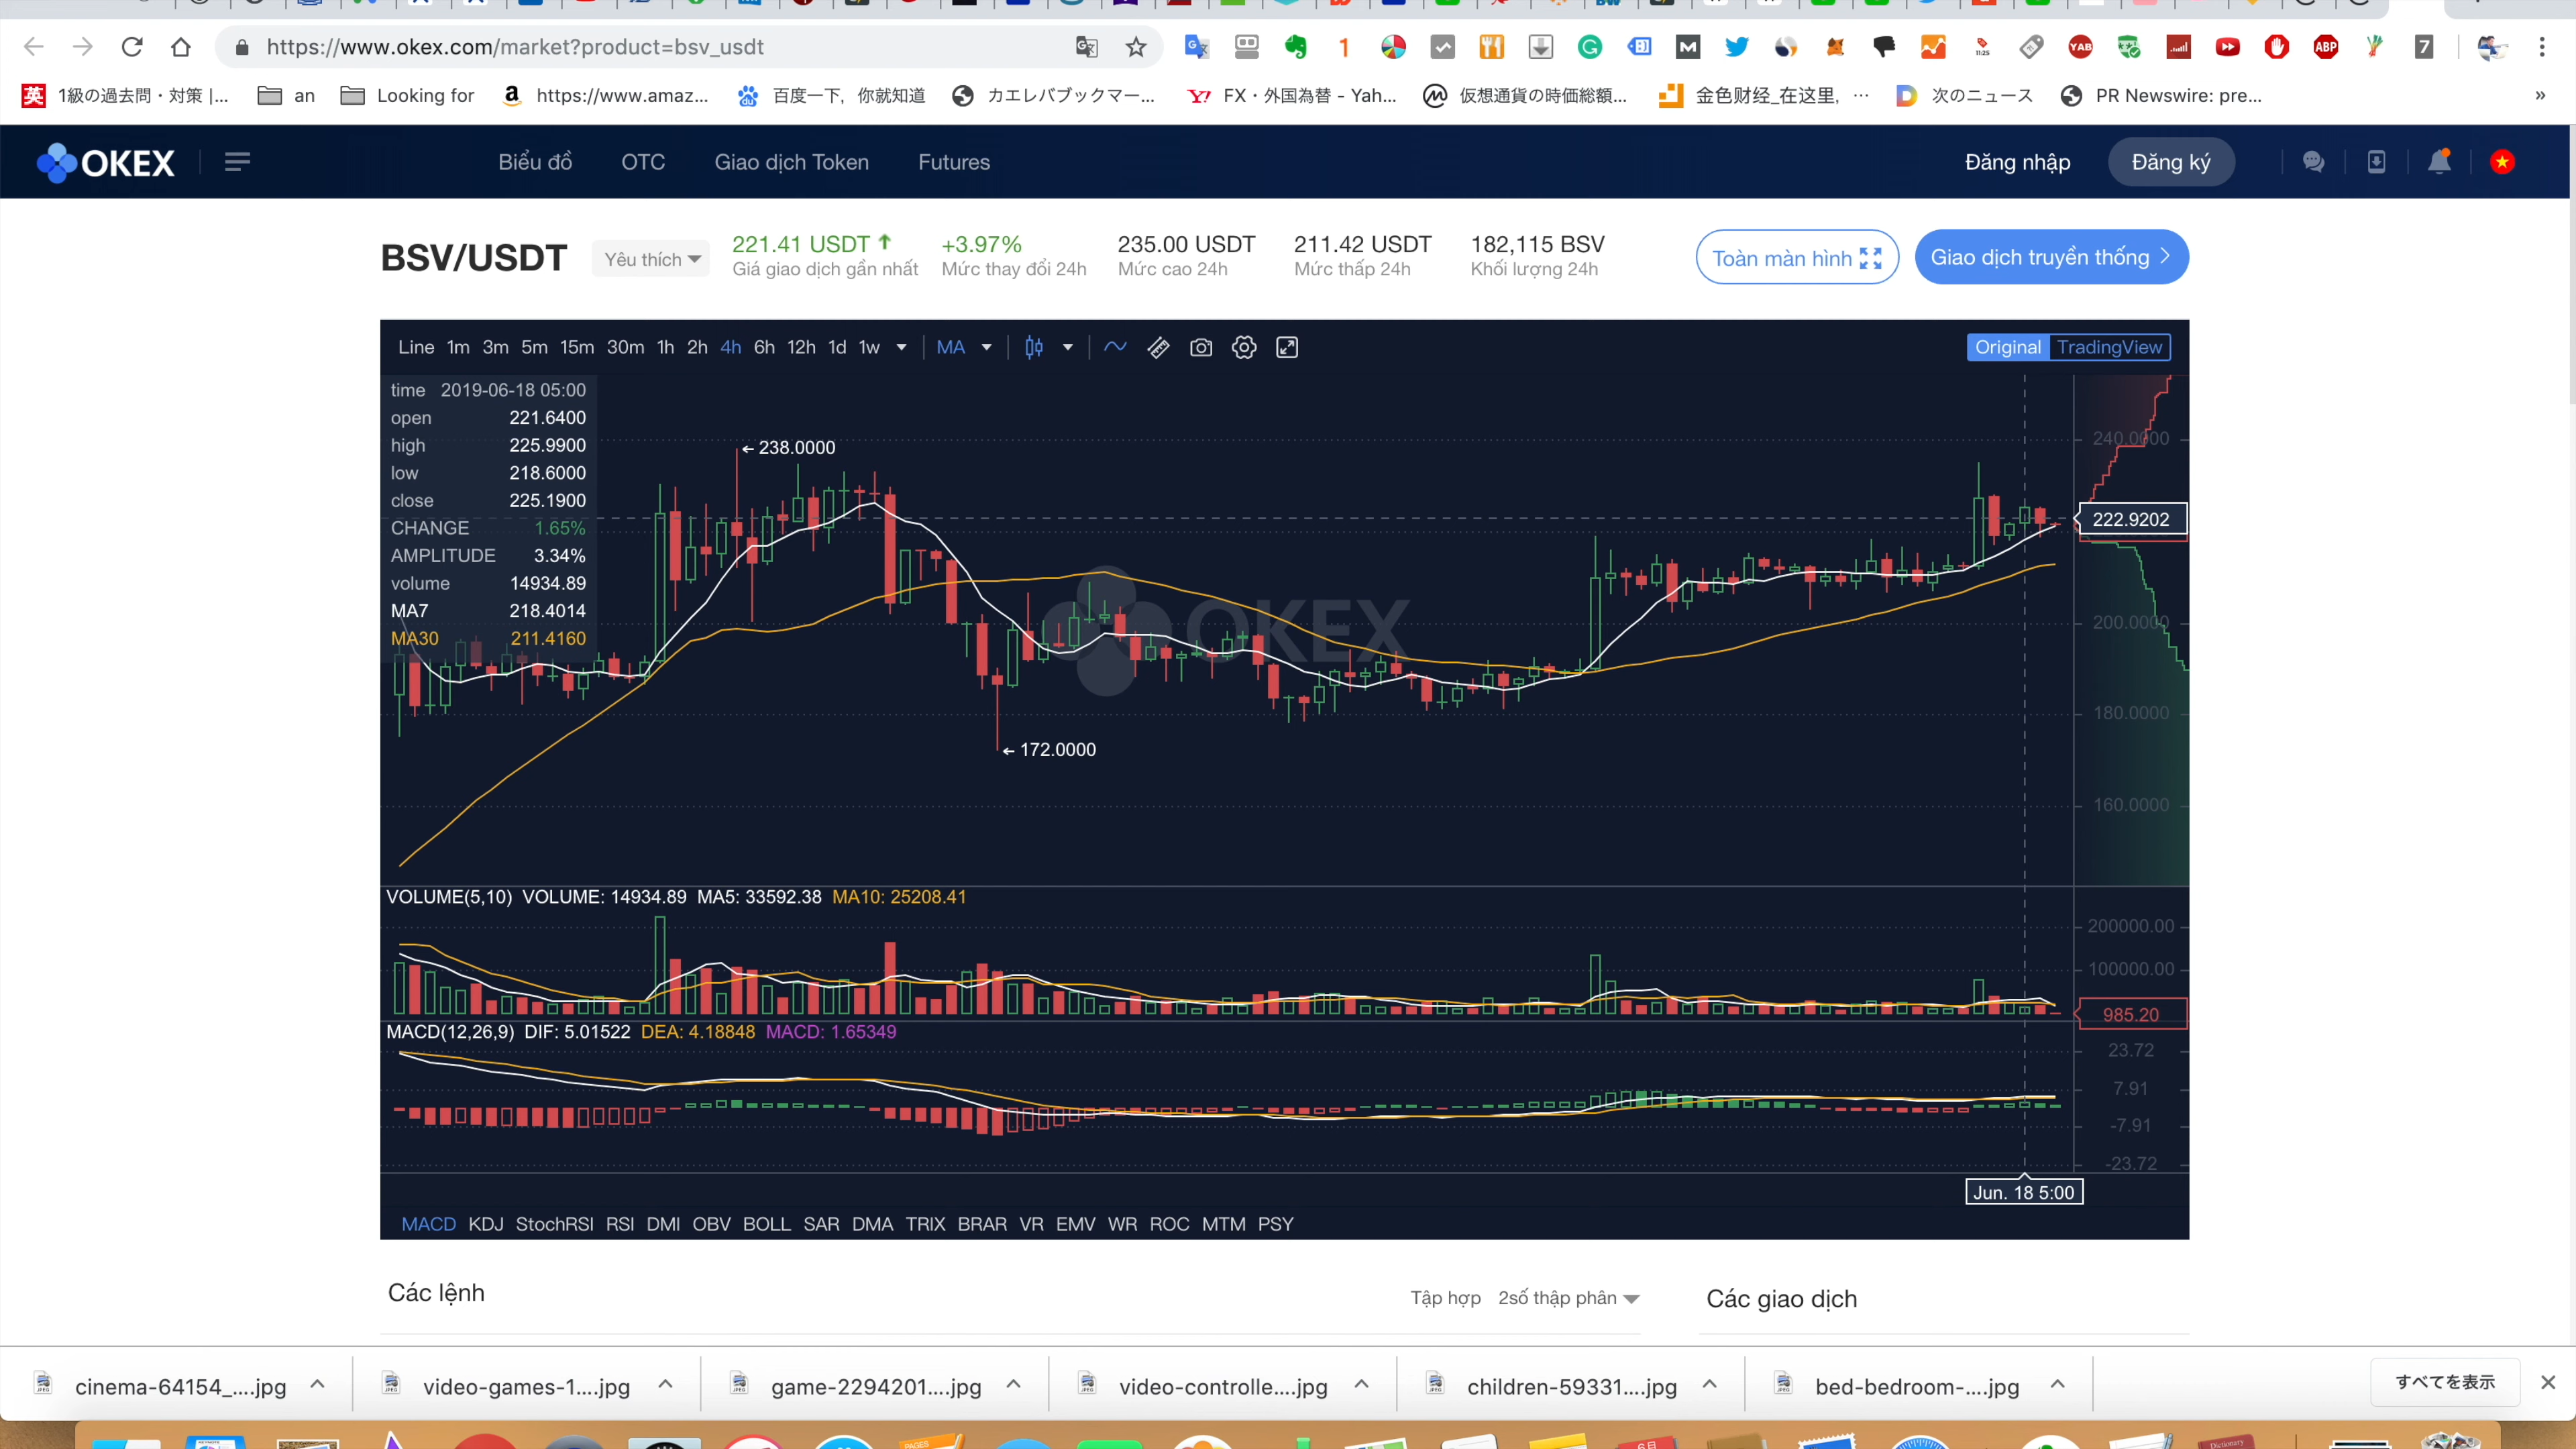 https://www.okex.com/market?product=bsv_usdt
1級の過去問・対策 |... an Looking for https://www.amaz... 百度一下，你就知道 カエレバブックマー... FX・外国為替 - Yah... 仮想通貨の時価総額... 金色财经_在这里, ... 次のニュース PR Newswire: pre... »
OKEX Biểu đồ OTC Giao dịch Token Futures Đăng nhập Đăng ký
BSV/USDT Yêu thích 221.41 USDT +3.97% 235.00 USDT 211.42 USDT 182,115 BSV Toàn màn hình Giao dịch truyền thống
Giá giao dịch gần nhất Mức thay đổi 24h Mức cao 24h Mức thấp 24h Khối lượng 24h
Line 1m 3m 5m 15m 30m 1h 2h 4h 6h 12h 1d 1w MA Original TradingView
time 2019-06-18 05:00
open 221.6400
high 225.9900
low 218.6000
close 225.1900
CHANGE 1.65%
AMPLITUDE 3.34%
volume 14934.89
MA7 218.4014
MA30 211.4160
←238.0000
←172.0000
OKEX
240.0000
222.9202
200.0000
180.0000
160.0000
VOLUME(5,10) VOLUME: 14934.89 MA5: 33592.38 MA10: 25208.41
200000.00
100000.00
985.20
MACD(12,26,9) DIF: 5.01522 DEA: 4.18848 MACD: 1.65349
23.72
7.91
-7.91
-23.72
Jun. 18 5:00
MACD KDJ StochRSI RSI DMI OBV BOLL SAR DMA TRIX BRAR VR EMV WR ROC MTM PSY
Các lệnh Tập hợp 2số thập phân Các giao dịch
cinema-64154_....jpg video-games-1....jpg game-2294201....jpg video-controlle....jpg children-59331....jpg bed-bedroom-....jpg すべてを表示